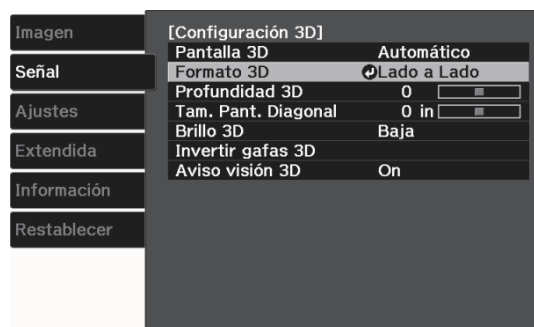 Imagen
Señal
Ajustes
Extendida
Información
Restablecer
[Configuración 3D]
Pantalla 3D Automático
Formato 3D Lado a Lado
Profundidad 3D 0
Tam. Pant. Diagonal 0 in
Brillo 3D Baja
Invertir gafas 3D
Aviso visión 3D On